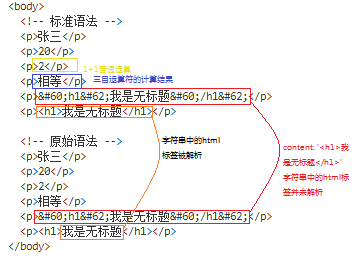 <body>
<!-- 标准语法 -->
<p>张三</p>
<p>20</p>
<p>2</p> 1+1普通运算
<p>相等</p> 三目运算符的计算结果
<p>&#60;h1&#62;我是无标题&#60;/h1&#62;</p>
<p><h1>我是无标题</h1></p>
字符串中的html
标签被解析
content: '<h1>我
是无标题</h1>'
字符串中的html标
签并未解析
<!-- 原始语法 -->
<p>张三</p>
<p>20</p>
<p>2</p>
<p>相等</p>
<p>&#60;h1&#62;我是无标题&#60;/h1&#62;</p>
<p><h1>我是无标题</h1></p>
</body>